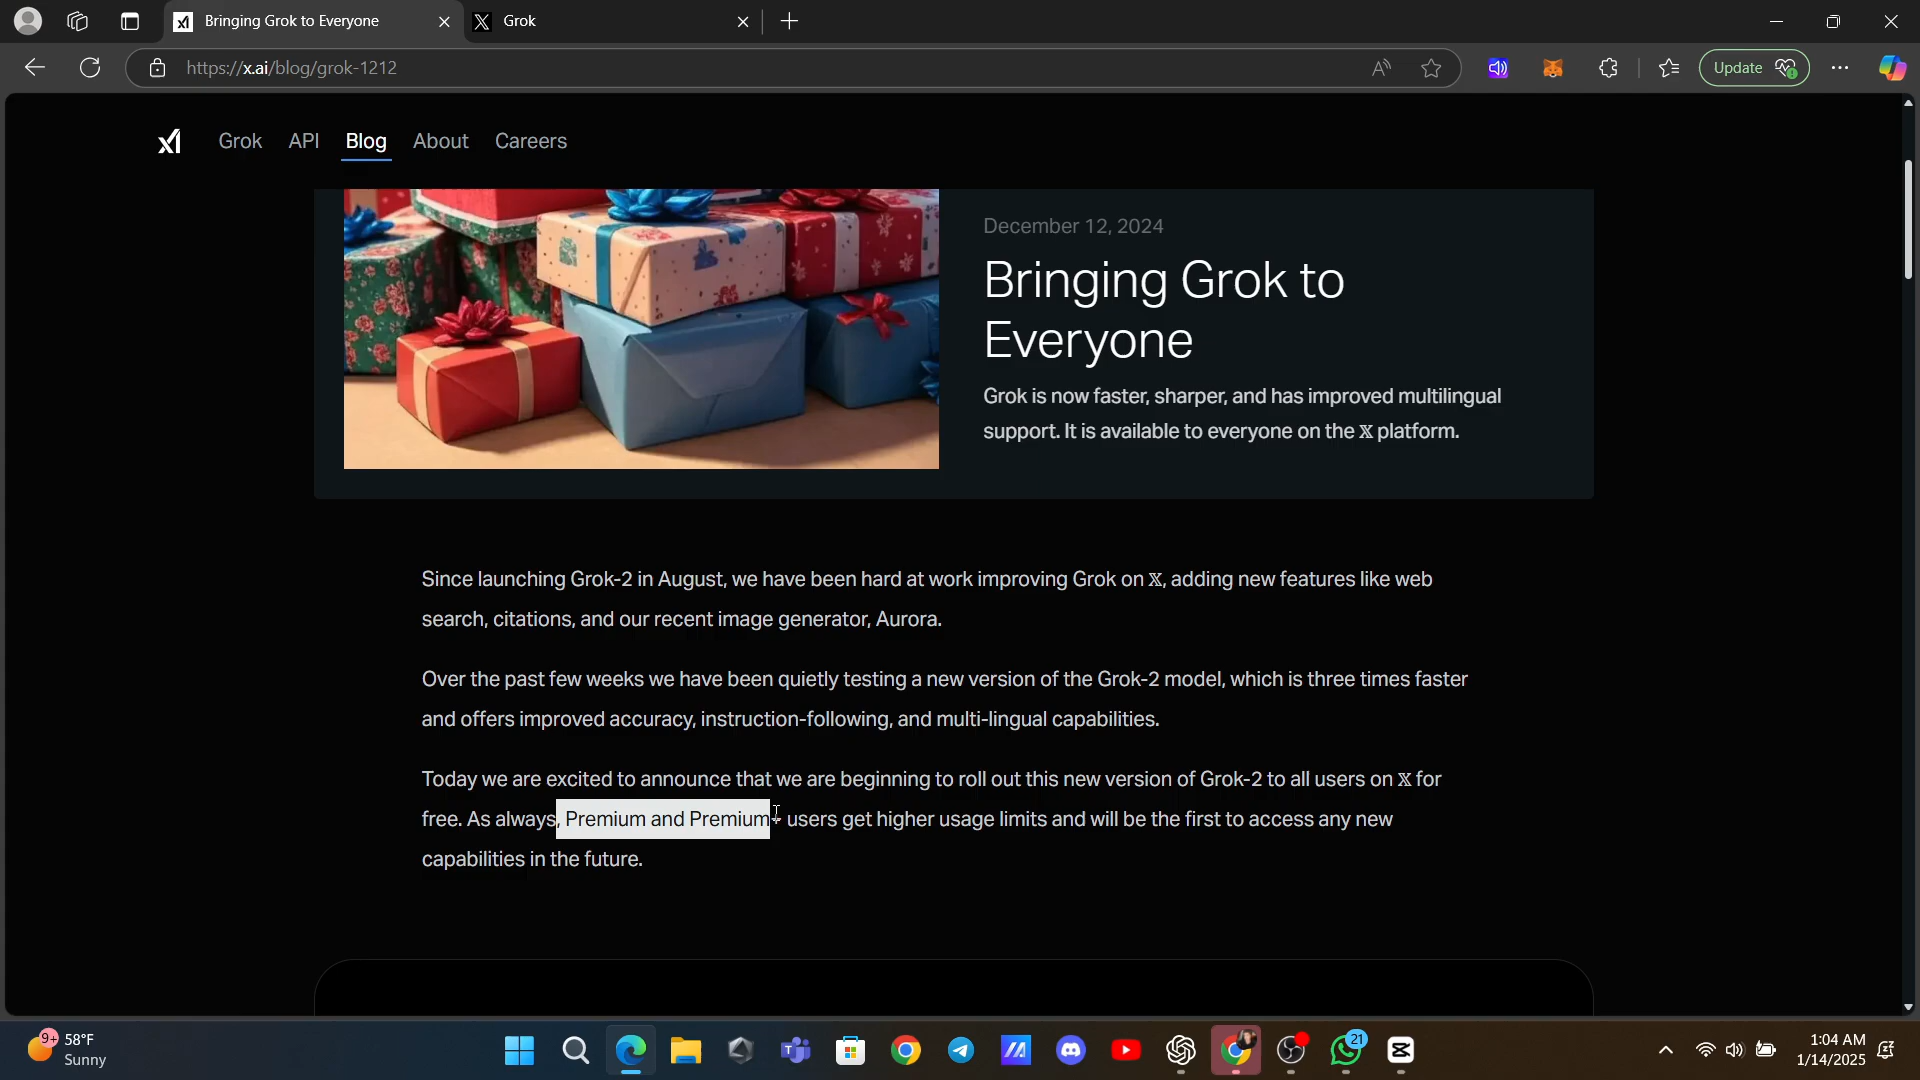 Bringing Grok to Everyone
Grok
https://x.ai/blog/grok-1212
Update
Grok
API
Blog
About
Careers
December 12, 2024
Bringing Grok to
Everyone
Grok is now faster, sharper, and has improved multilingual
support. It is available to everyone on the 𝕏 platform.
Since launching Grok-2 in August, we have been hard at work improving Grok on 𝕏, adding new features like web
search, citations, and our recent image generator, Aurora.
Over the past few weeks we have been quietly testing a new version of the Grok-2 model, which is three times faster
and offers improved accuracy, instruction-following, and multi-lingual capabilities.
Today we are excited to announce that we are beginning to roll out this new version of Grok-2 to all users on 𝕏 for
free. As always, Premium and Premium+ users get higher usage limits and will be the first to access any new
capabilities in the future.
9+
58°F
Sunny
21
1:04 AM
1/14/2025